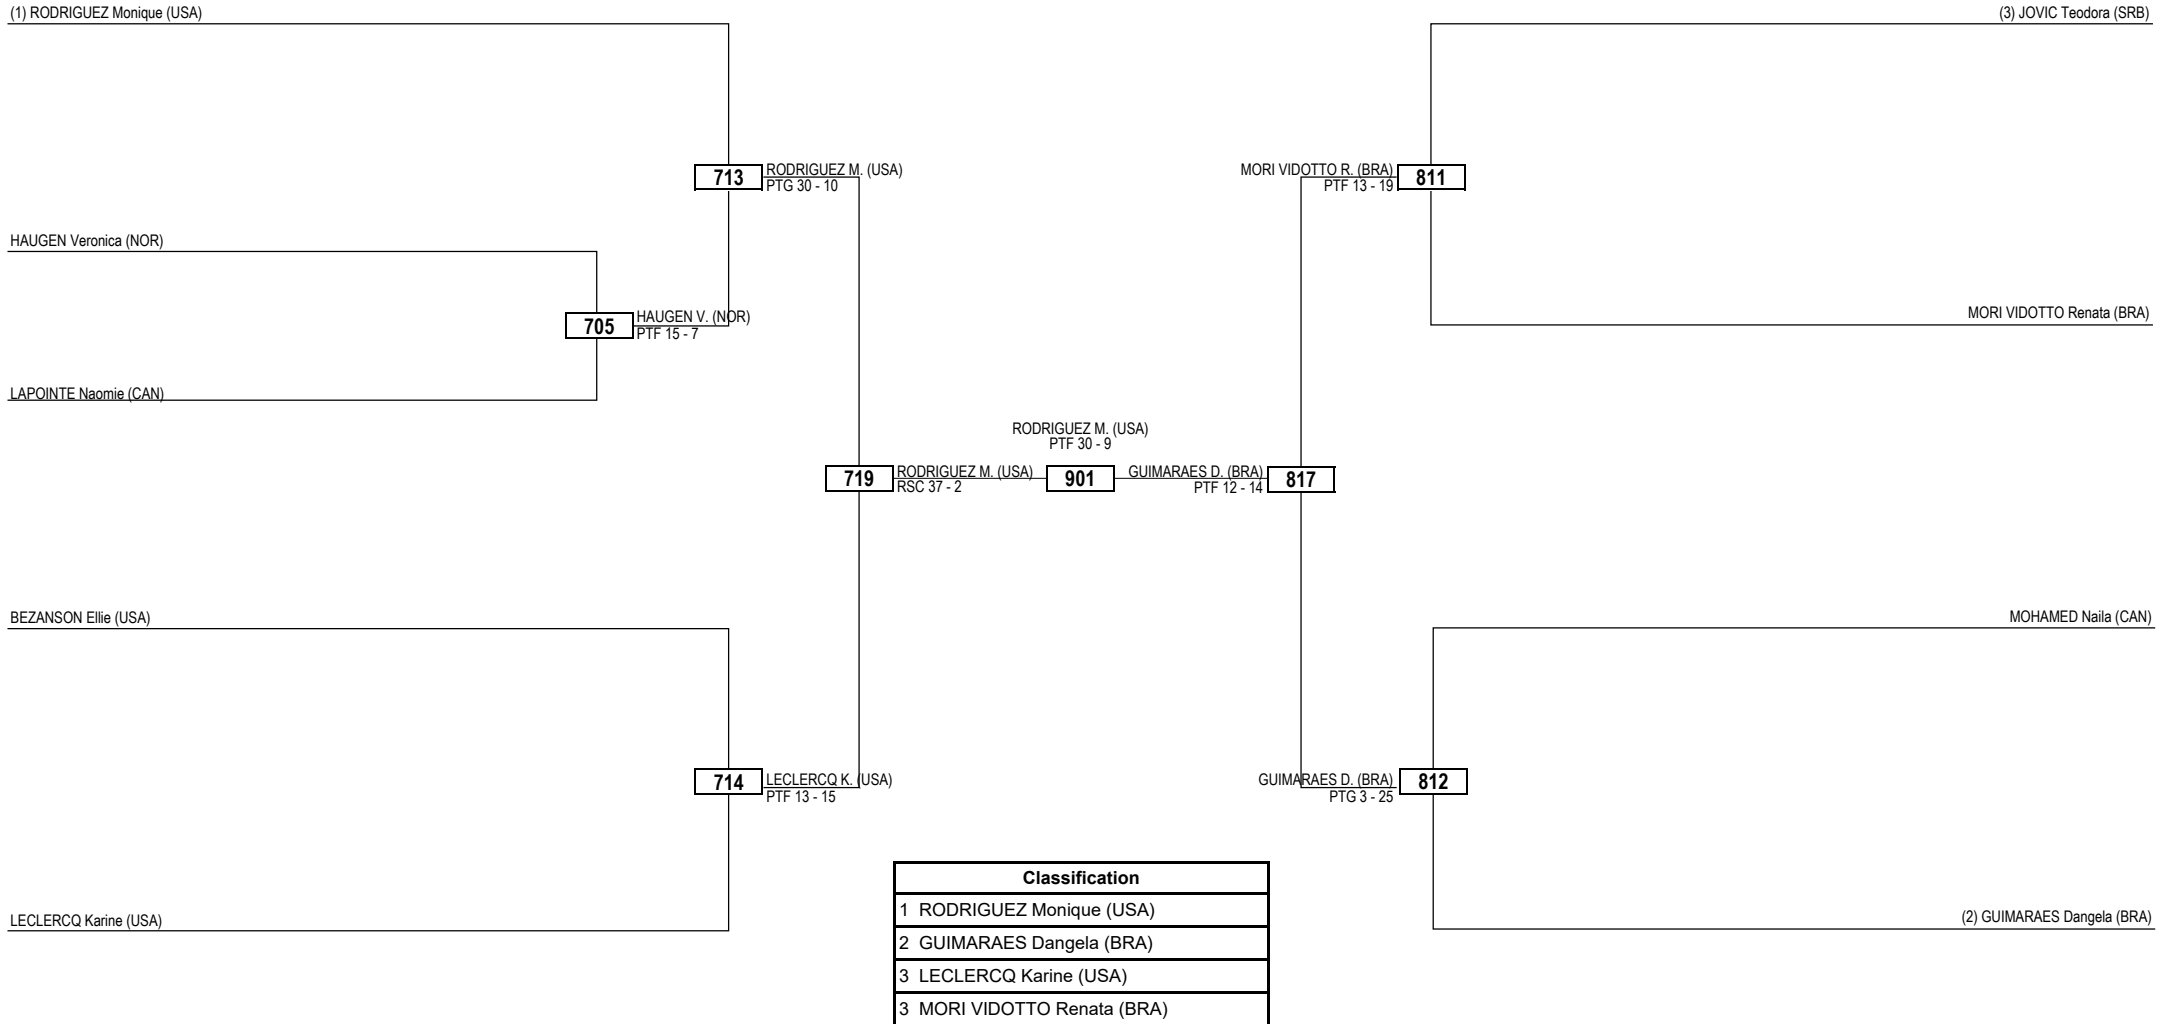 (1) RODRIGUEZ Monique (USA)
(3) JOVIC Teodora (SRB)
713
RODRIGUEZ M. (USA)
PTG 30 - 10
MORI VIDOTTO R. (BRA)
PTF 13 - 19
811
HAUGEN Veronica (NOR)
705
HAUGEN V. (NOR)
PTF 15 - 7
MORI VIDOTTO Renata (BRA)
LAPOINTE Naomie (CAN)
RODRIGUEZ M. (USA)
PTF 30 - 9
719
RODRIGUEZ M. (USA)
RSC 37 - 2
901
GUIMARAES D. (BRA)
PTF 12 - 14
817
BEZANSON Ellie (USA)
MOHAMED Naila (CAN)
714
LECLERCQ K. (USA)
PTF 13 - 15
GUIMARAES D. (BRA)
PTG 3 - 25
812
LECLERCQ Karine (USA)
(2) GUIMARAES Dangela (BRA)
Classification
1 RODRIGUEZ Monique (USA)
2 GUIMARAES Dangela (BRA)
3 LECLERCQ Karine (USA)
3 MORI VIDOTTO Renata (BRA)